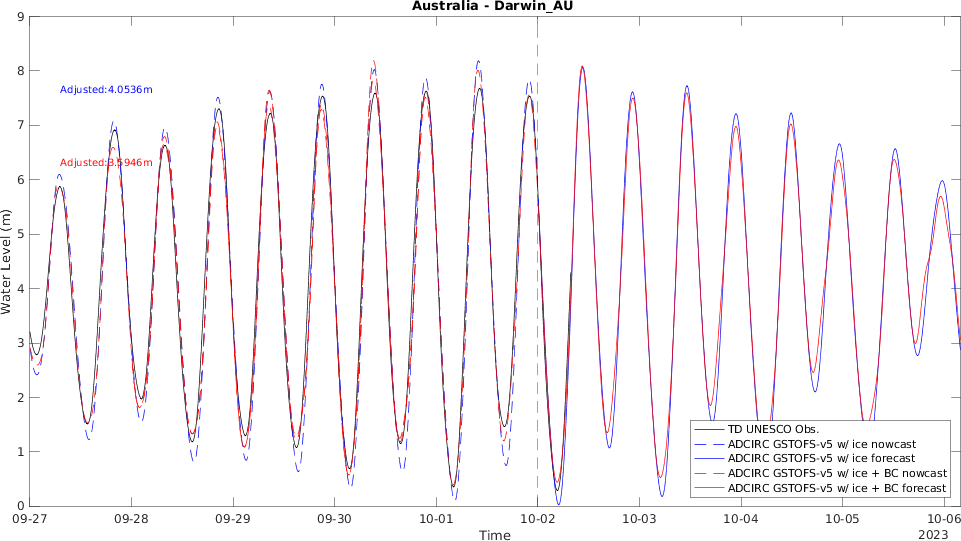 Australia - Darwin_AU
Water Level (m)
9
8
7
6
5
4
3
2
1
0
Adjusted:4.0536m
Adjusted:3.5946m
TD UNESCO Obs.
ADCIRC GSTOFS-v5 w/ ice nowcast
ADCIRC GSTOFS-v5 w/ ice forecast
ADCIRC GSTOFS-v5 w/ ice + BC nowcast
ADCIRC GSTOFS-v5 w/ ice + BC forecast
09-27 09-28 09-29 09-30 10-01 10-02 10-03 10-04 10-05 10-06
2023
Time